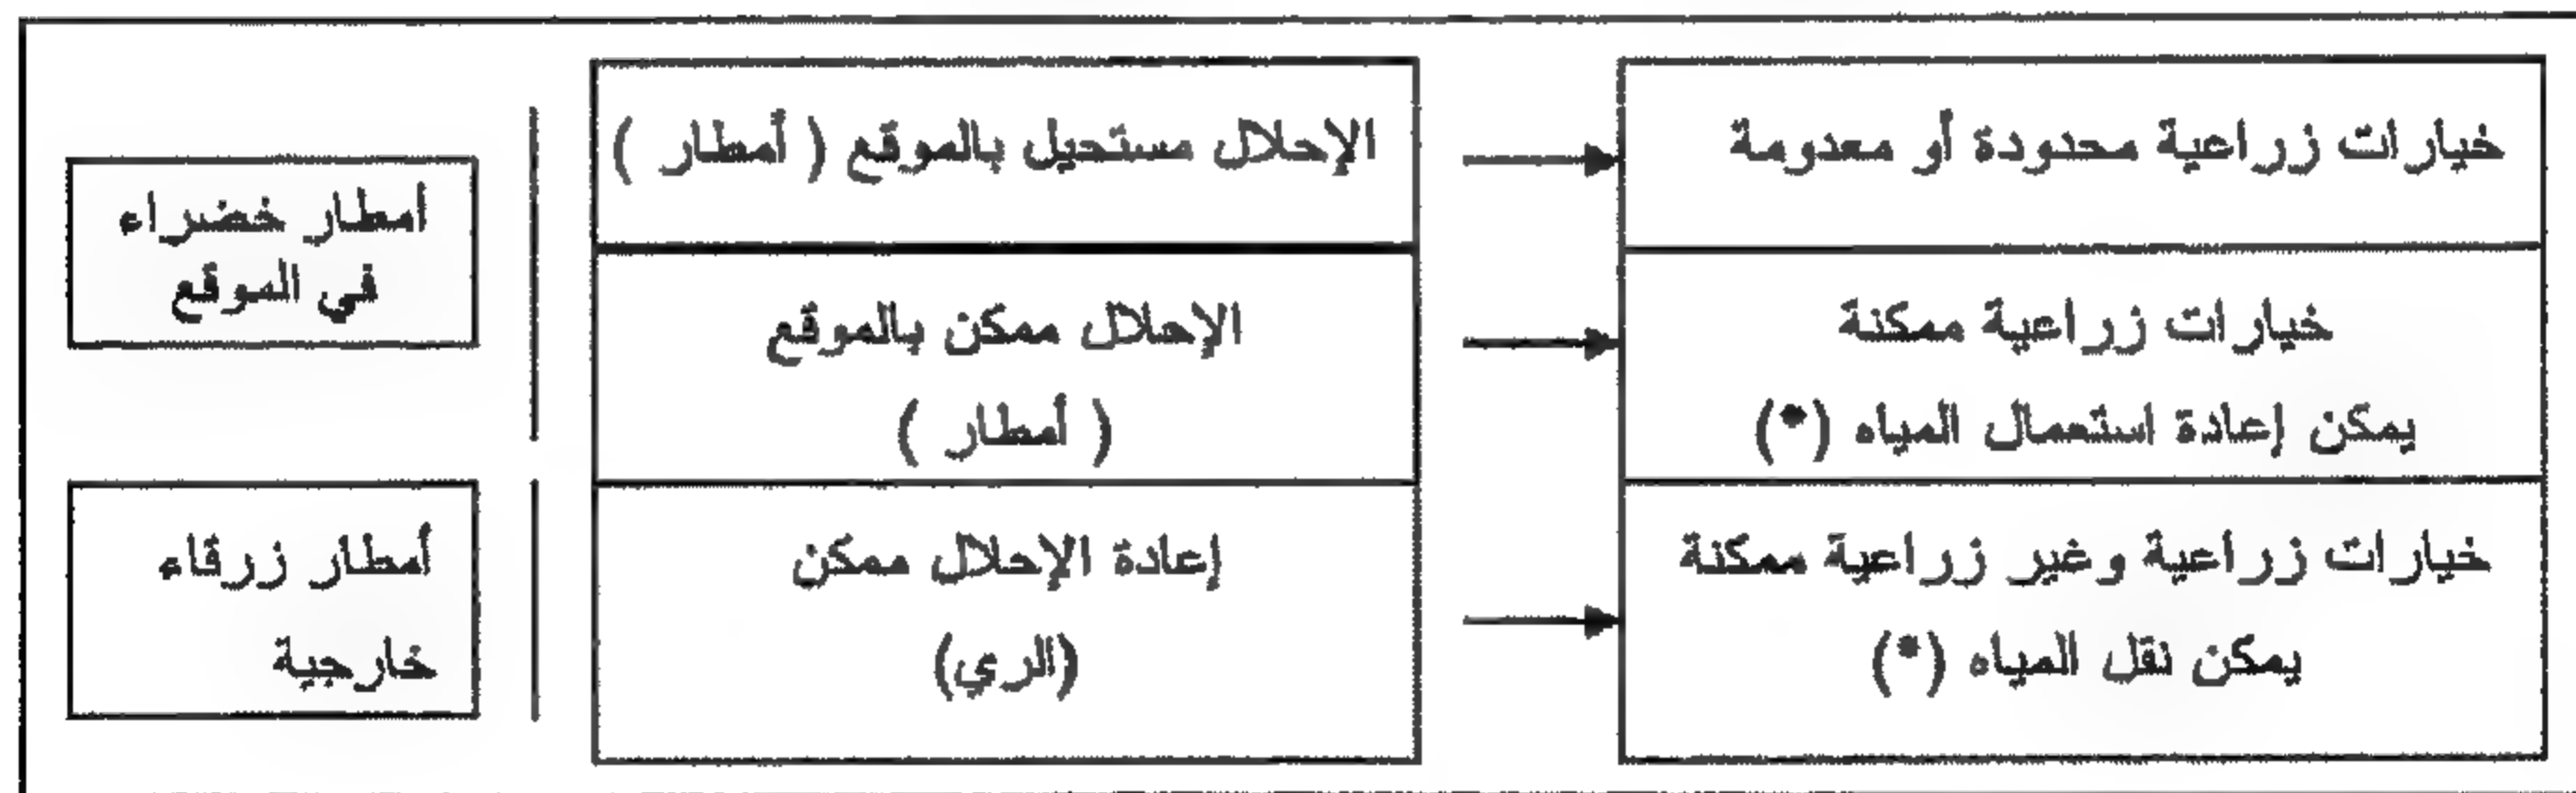 أمطار خضراء
في الموقع
أمطار زرقاء
خارجية
الإحلال مستحيل بالموقع ( أمطار )
الإحلال ممكن بالموقع
( أمطار )
إعادة الإحلال ممكن
(الري)
خيارات زراعية محدودة أو معدومة
خيارات زراعية ممكنة
يمكن إعادة استعمال المياه (*)
خيارات زراعية وغير زراعية ممكنة
يمكن نقل المياه (*)